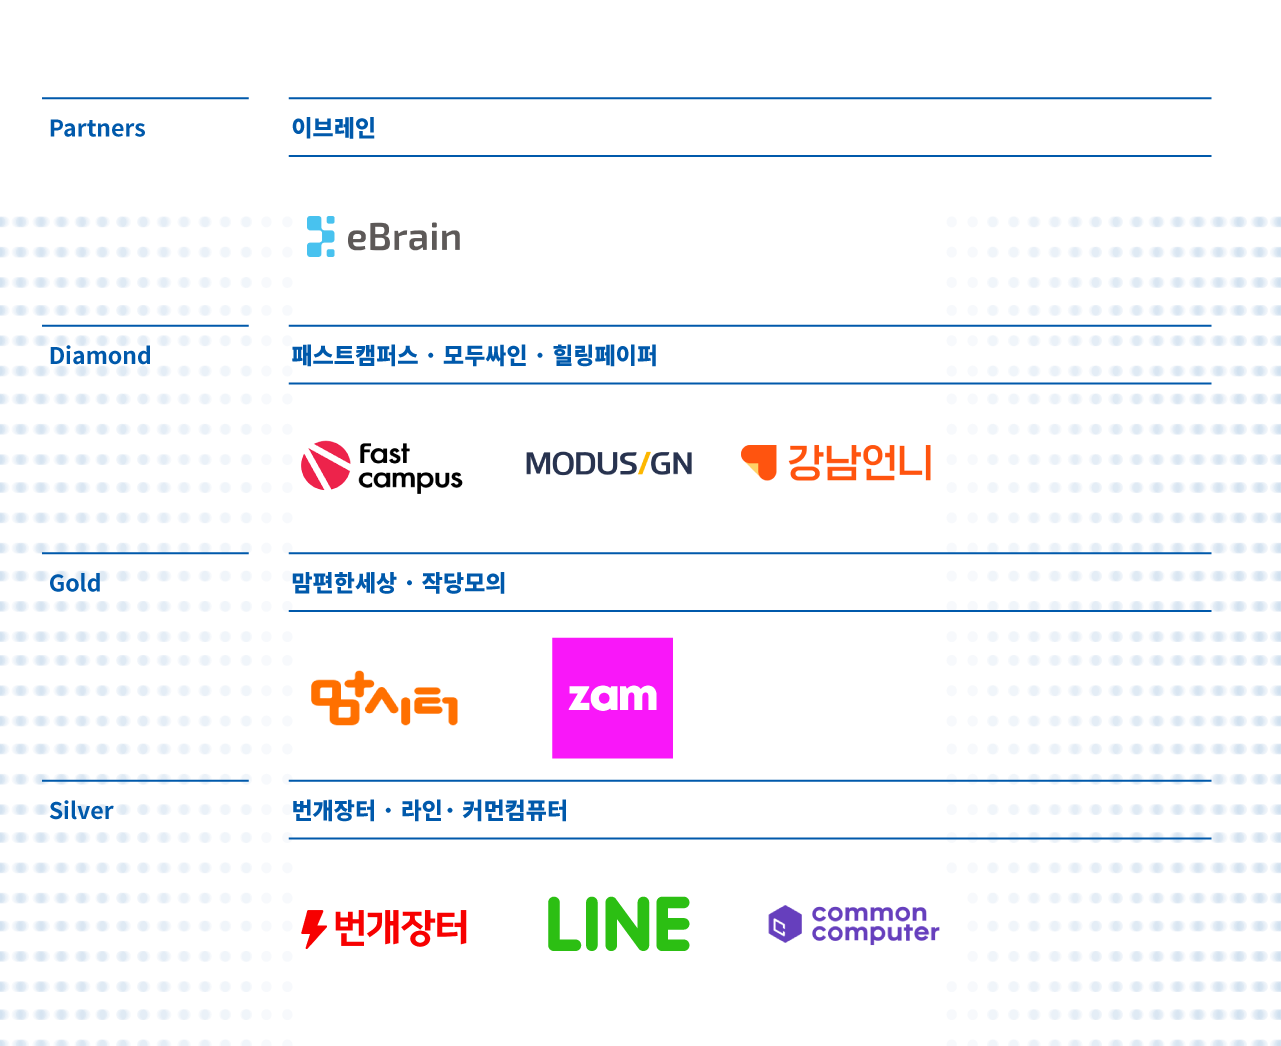 Partners
이브레인
eBrain
Diamond
패스트캠퍼스 · 모두싸인 · 힐링페이퍼
Fast
campus
MODUSIGN
강남언니
Gold
맘편한세상 · 작당모의
맘시터
zam
Silver
번개장터 · 라인 · 커먼컴퓨터
번개장터
LINE
common
computer